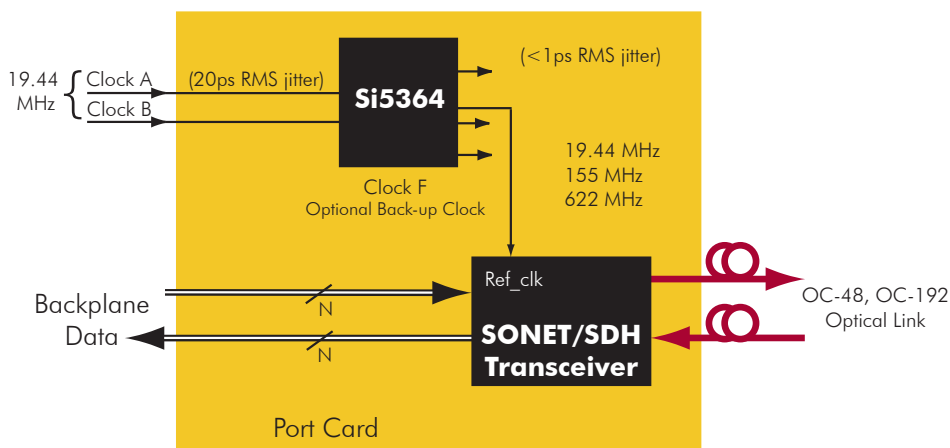 19.44
MHz
Clock A
Clock B
(20ps RMS jitter)
Si5364
(<1ps RMS jitter)
Clock F
Optional Back-up Clock
19.44 MHz
155 MHz
622 MHz
Backplane
Data
N
N
Ref_clk
SONET/SDH
Transceiver
OC-48, OC-192
Optical Link
Port Card